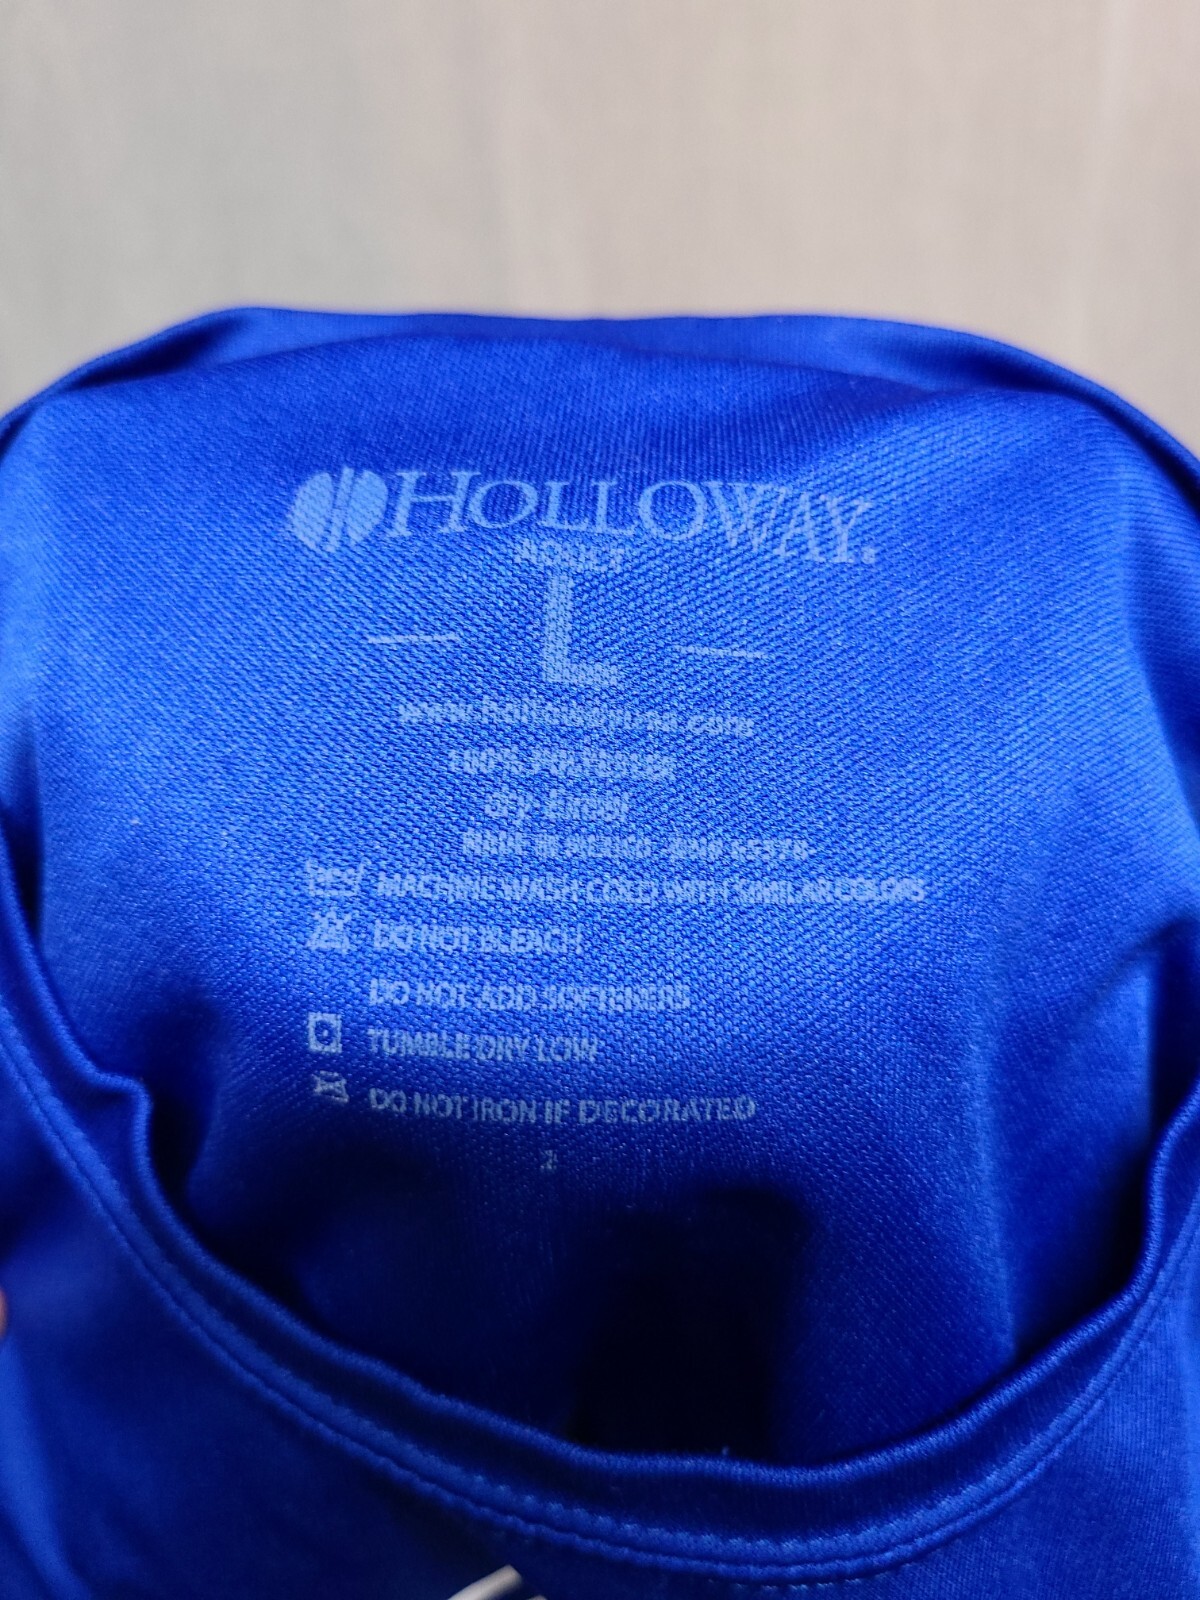 HOLLOWAY.
ADULT
L
www.hollowayusa.com
100% POLYESTER
MADE IN
MACHINE WASH COLD WITH SIMILAR COLORS
DO NOT BLEACH
DO NOT ADD SOFTENERS
TUMBLE DRY LOW
DO NOT IRON IF DECORATED
2